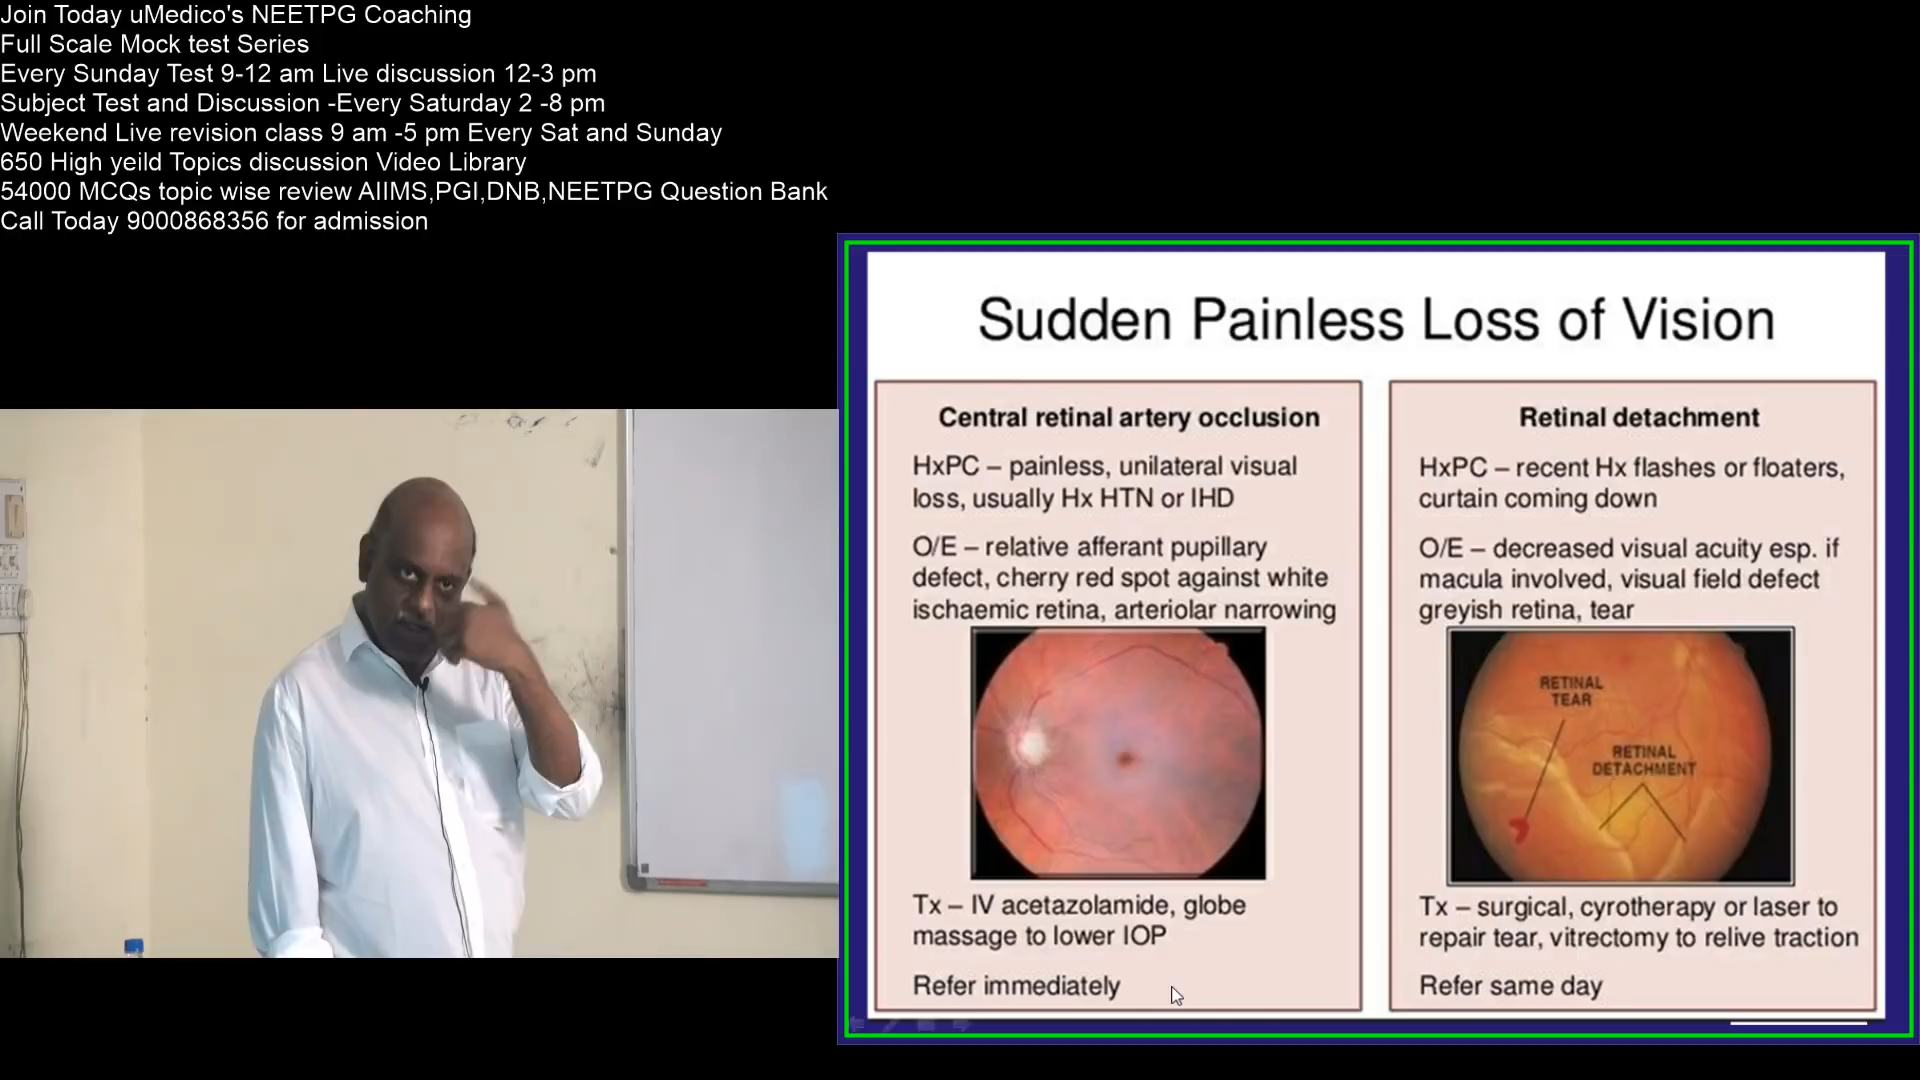 Join Today uMedico's NEETPG Coaching
Full Scale Mock test Series
Every Sunday Test 9-12 am Live discussion 12-3 pm
Subject Test and Discussion -Every Saturday 2 -8 pm
Weekend Live revision class 9 am -5 pm Every Sat and Sunday
650 High yeild Topics discussion Video Library
54000 MCQs topic wise review AIIMS,PGI,DNB,NEETPG Question Bank
Call Today 9000868356 for admission
Sudden Painless Loss of Vision
Central retinal artery occlusion
HxPC – painless, unilateral visual
loss, usually Hx HTN or IHD
O/E – relative afferant pupillary
defect, cherry red spot against white
ischaemic retina, arteriolar narrowing
Tx – IV acetazolamide, globe
massage to lower IOP
Refer immediately
Retinal detachment
HxPC – recent Hx flashes or floaters,
curtain coming down
O/E – decreased visual acuity esp. if
macula involved, visual field defect
greyish retina, tear
RETINAL
TEAR
RETINAL
DETACHMENT
Tx – surgical, cyrotherapy or laser to
repair tear, vitrectomy to relive traction
Refer same day